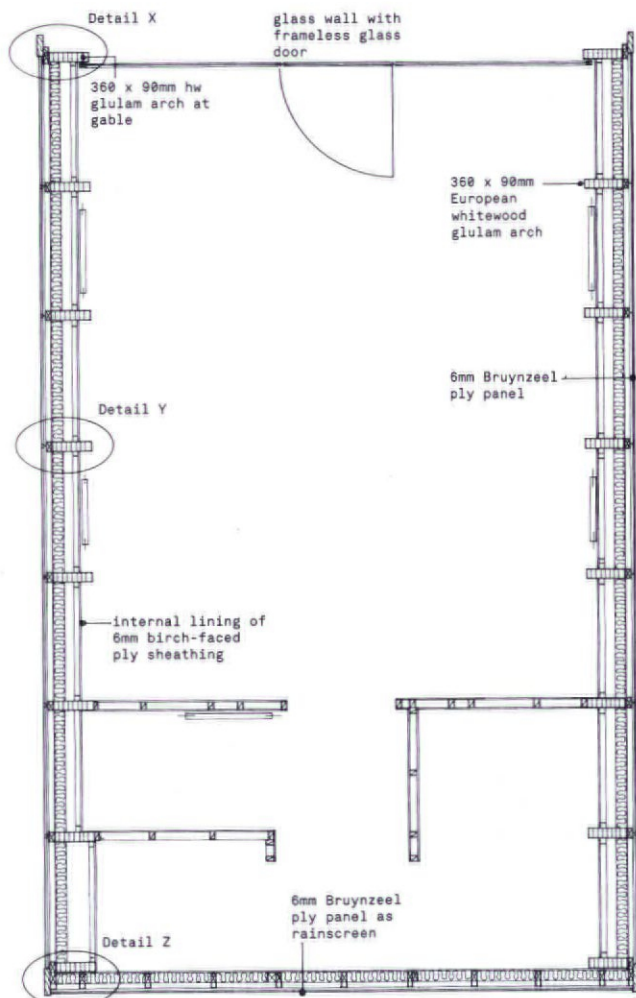 Detail X
glass wall with
frameless glass
door
360 x 90mm hw
glulam arch at
gable
360 x 90mm
European
whitewood
glulam arch
6mm Bruynzeel
ply panel
Detail Y
internal lining of
6mm birch-faced
ply sheathing
6mm Bruynzeel
ply panel as
rainscreen
Detail Z